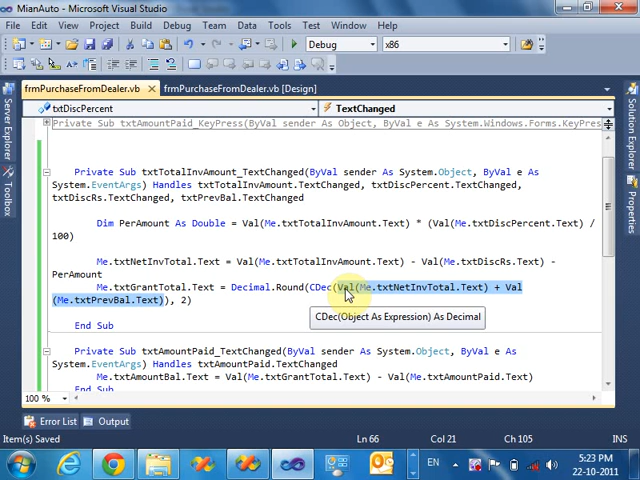 MianAuto - Microsoft Visual Studio
File Edit View Project Build Debug Team Data Tools Test Window Help
Debug x86
frmPurchaseFromDealer.vb frmPurchaseFromDealer.vb [Design]
txtDiscPercent TextChanged
Private Sub txtAmountPaid_KeyPress(ByVal sender As Object, ByVal e As System.Windows.Forms.KeyPres
Private Sub txtTotalInvAmount_TextChanged(ByVal sender As System.Object, ByVal e As
System.EventArgs) Handles txtTotalInvAmount.TextChanged, txtDiscPercent.TextChanged,
txtDiscRs.TextChanged, txtPrevBal.TextChanged
Dim PerAmount As Double = Val(Me.txtTotalInvAmount.Text) * (Val(Me.txtDiscPercent.Text) /
100)
Me.txtNetInvTotal.Text = Val(Me.txtTotalInvAmount.Text) - Val(Me.txtDiscRs.Text) -
PerAmount
Me.txtGrantTotal.Text = Decimal.Round(CDec(Val(Me.txtNetInvTotal.Text) + Val
(Me.txtPrevBal.Text)), 2)
CDec(Object As Expression) As Decimal
End Sub
Private Sub txtAmountPaid_TextChanged(ByVal sender As System.Object, ByVal e As
System.EventArgs) Handles txtAmountPaid.TextChanged
Me.txtAmountBal.Text = Val(Me.txtGrantTotal.Text) - Val(Me.txtAmountPaid.Text)
End Sub
100 %
Error List Output
Item(s) Saved Ln 66 Col 21 Ch 105 INS
EN 5:23 PM
22-10-2011
Server Explorer
Toolbox
Solution Explorer
Properties